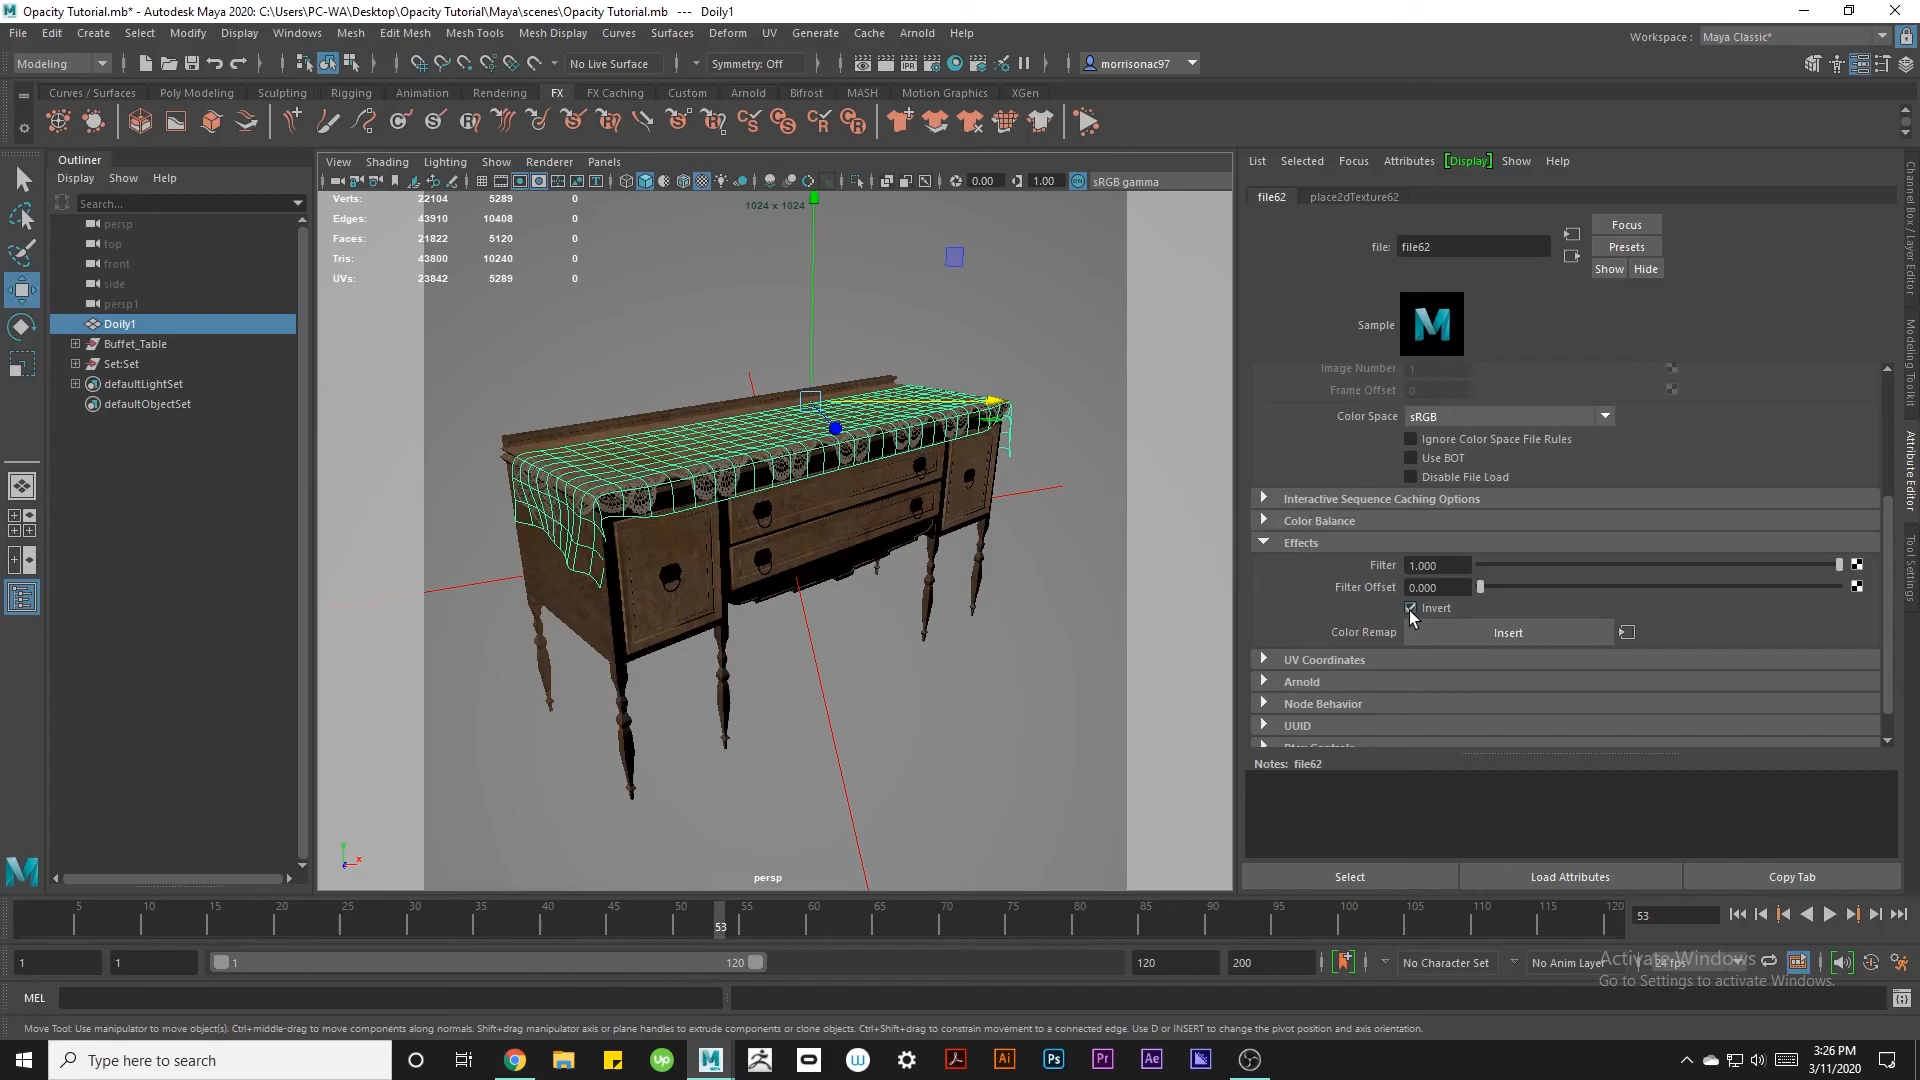 Opacity Tutorial.mb* - Autodesk Maya 2020: C:\Users\PC-WA\Desktop\Opacity Tutorial\Maya\scenes\Opacity Tutorial.mb   ---   Doily1
File Edit Create Select Modify Display Windows Mesh Edit Mesh Mesh Tools Mesh Display Curves Surfaces Deform UV Generate Cache Arnold Help
Workspace : Maya Classic*
Modeling No Live Surface Symmetry: Off morrisonac97
Curves / Surfaces Poly Modeling Sculpting Rigging Animation Rendering FX FX Caching Custom Arnold Bifrost MASH Motion Graphics XGen
Outliner
Display Show Help
Search...
persp
top
front
side
persp1
Doily1
Buffet_Table
Set:Set
defaultLightSet
defaultObjectSet
View Shading Lighting Show Renderer Panels
0.00 1.00 sRGB gamma
Verts: 22104 5289 0
Edges: 43910 10408 0
Faces: 21822 5120 0
Tris: 43800 10240 0
UVs: 23842 5289 0
1024 x 1024
persp
List Selected Focus Attributes Display Show Help
file62 place2dTexture62
file: file62
Focus
Presets
Show Hide
Sample
Image Number 1
Frame Offset 0
Color Space sRGB
Ignore Color Space File Rules
Use BOT
Disable File Load
Interactive Sequence Caching Options
Color Balance
Effects
Filter 1.000
Filter Offset 0.000
Invert
Color Remap Insert
UV Coordinates
Arnold
Node Behavior
UUID
Notes: file62
Select Load Attributes Copy Tab
Channel Box / Layer Editor
Modeling Toolkit
Attribute Editor
Tool Settings
5 10 15 20 25 30 35 40 45 50 53 55 60 65 70 75 80 85 90 95 100 105 110 115 120
53
1 1 1 120 120 200 No Character Set No Anim Layer 24 fps
Activate Windows
Go to Settings to activate Windows.
MEL
Move Tool: Use manipulator to move object(s). Ctrl+middle-drag to move components along normals. Shift+drag manipulator axis or plane handles to extrude components or clone objects. Ctrl+Shift+drag to constrain movement to a connected edge. Use D or INSERT to change the pivot position and axis orientation.
Type here to search
3:26 PM
3/11/2020